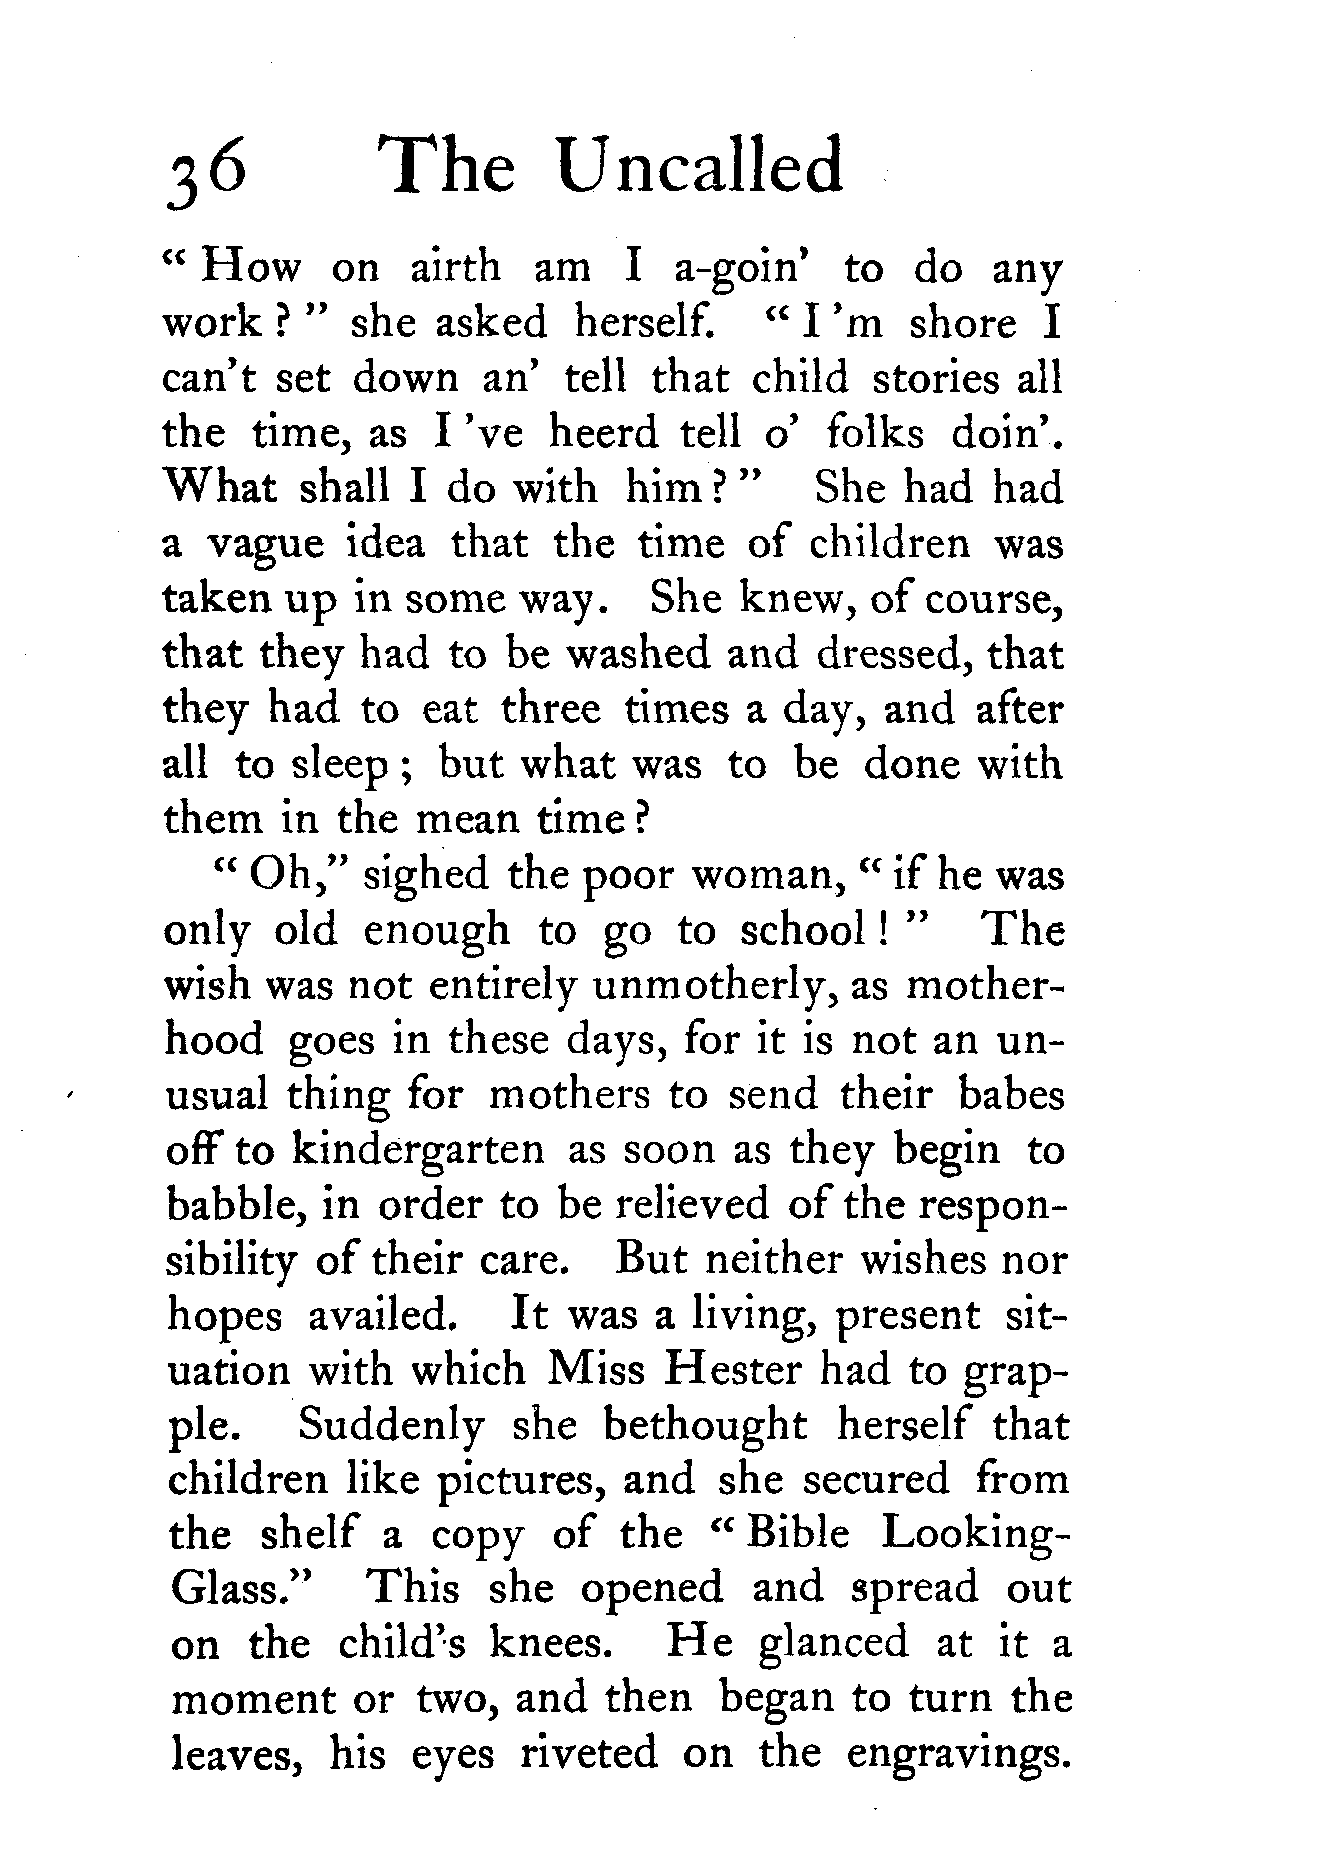 36 The Uncalled
“ How on airth am I a-goin’ to do any
work ? ” she asked herself. “ I ’m shore I
can’t set down an’ tell that child stories all
the time, as I ’ve heerd tell o’ folks doin’.
What shall I do with him ? ” She had had
a vague idea that the time of children was
taken up in some way. She knew, of course,
that they had to be washed and dressed, that
they had to eat three times a day, and after
all to sleep ; but what was to be done with
them in the mean time ?
“ Oh,” sighed the poor woman, “ if he was
only old enough to go to school ! ” The
wish was not entirely unmotherly, as mother-
hood goes in these days, for it is not an un-
usual thing for mothers to send their babes
off to kindergarten as soon as they begin to
babble, in order to be relieved of the respon-
sibility of their care. But neither wishes nor
hopes availed. It was a living, present sit-
uation with which Miss Hester had to grap-
ple. Suddenly she bethought herself that
children like pictures, and she secured from
the shelf a copy of the “ Bible Looking-
Glass.” This she opened and spread out
on the child’s knees. He glanced at it a
moment or two, and then began to turn the
leaves, his eyes riveted on the engravings.